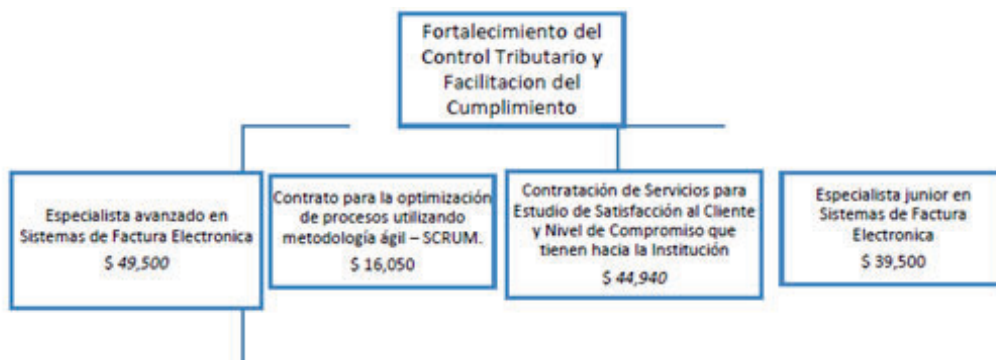 Fortalecimiento del
Control Tributario y
Facilitacion del
Cumplimiento
Especialista avanzado en
Sistemas de Factura Electronica
$ 49,500
Contrato para la optimización
de procesos utilizando
metodología ágil – SCRUM.
$ 16,050
Contratación de Servicios para
Estudio de Satisfacción al Cliente
y Nivel de Compromiso que
tienen hacia la Institución
$ 44,940
Especialista junior en
Sistemas de Factura
Electronica
$ 39,500